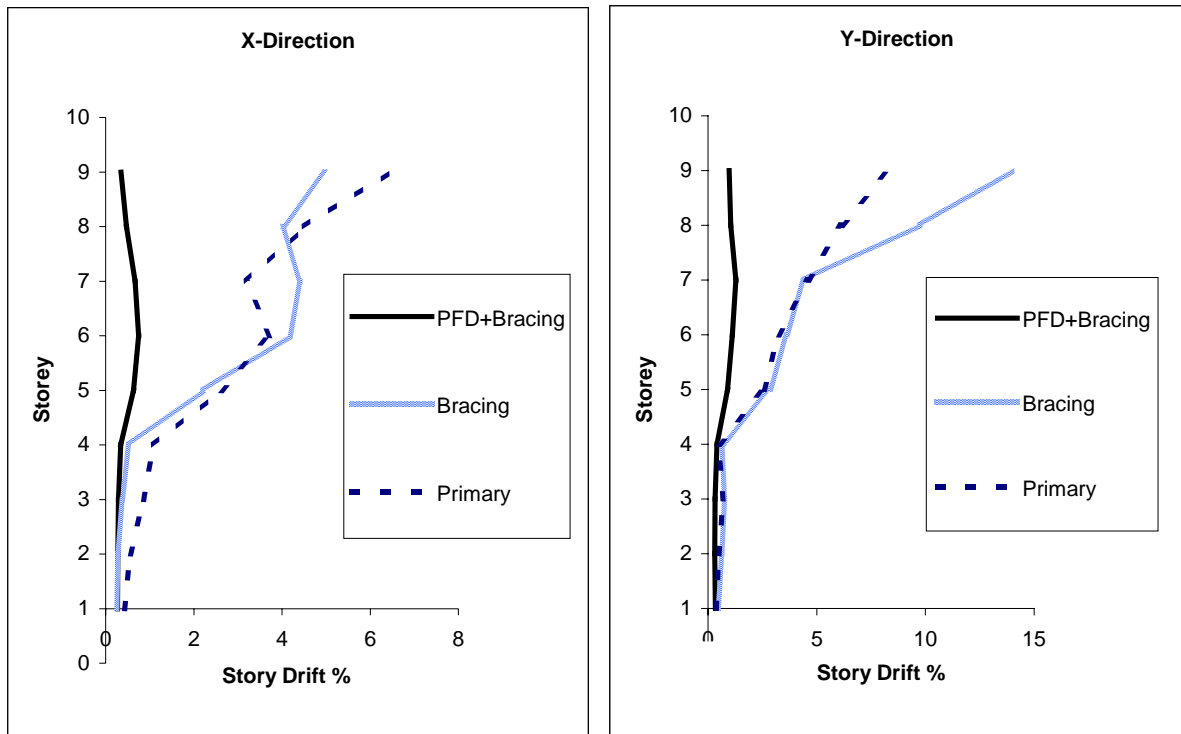 X-Direction
10
9
8
7
6
5
4
3
2
1
0
0 2 4 6 8
Storey
Story Drift %
PFD+Bracing
Bracing
Primary
Y-Direction
10
9
8
7
6
5
4
3
2
1
0 5 10 15
Storey
Story Drift %
PFD+Bracing
Bracing
Primary